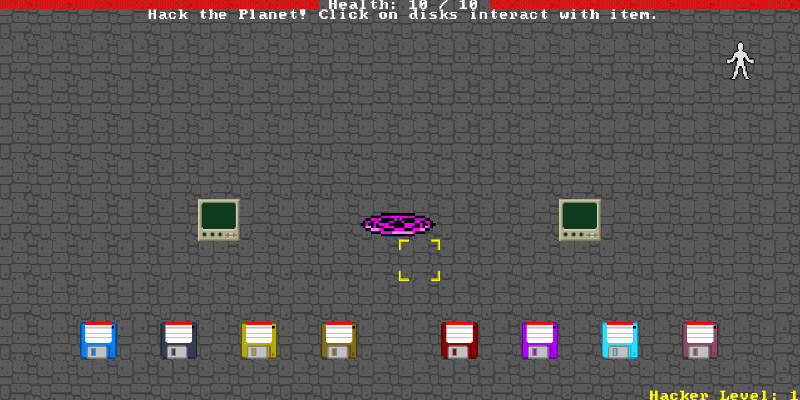 Health: 10 / 10
Hack the Planet! Click on disks interact with item.
Hacker Level: 1